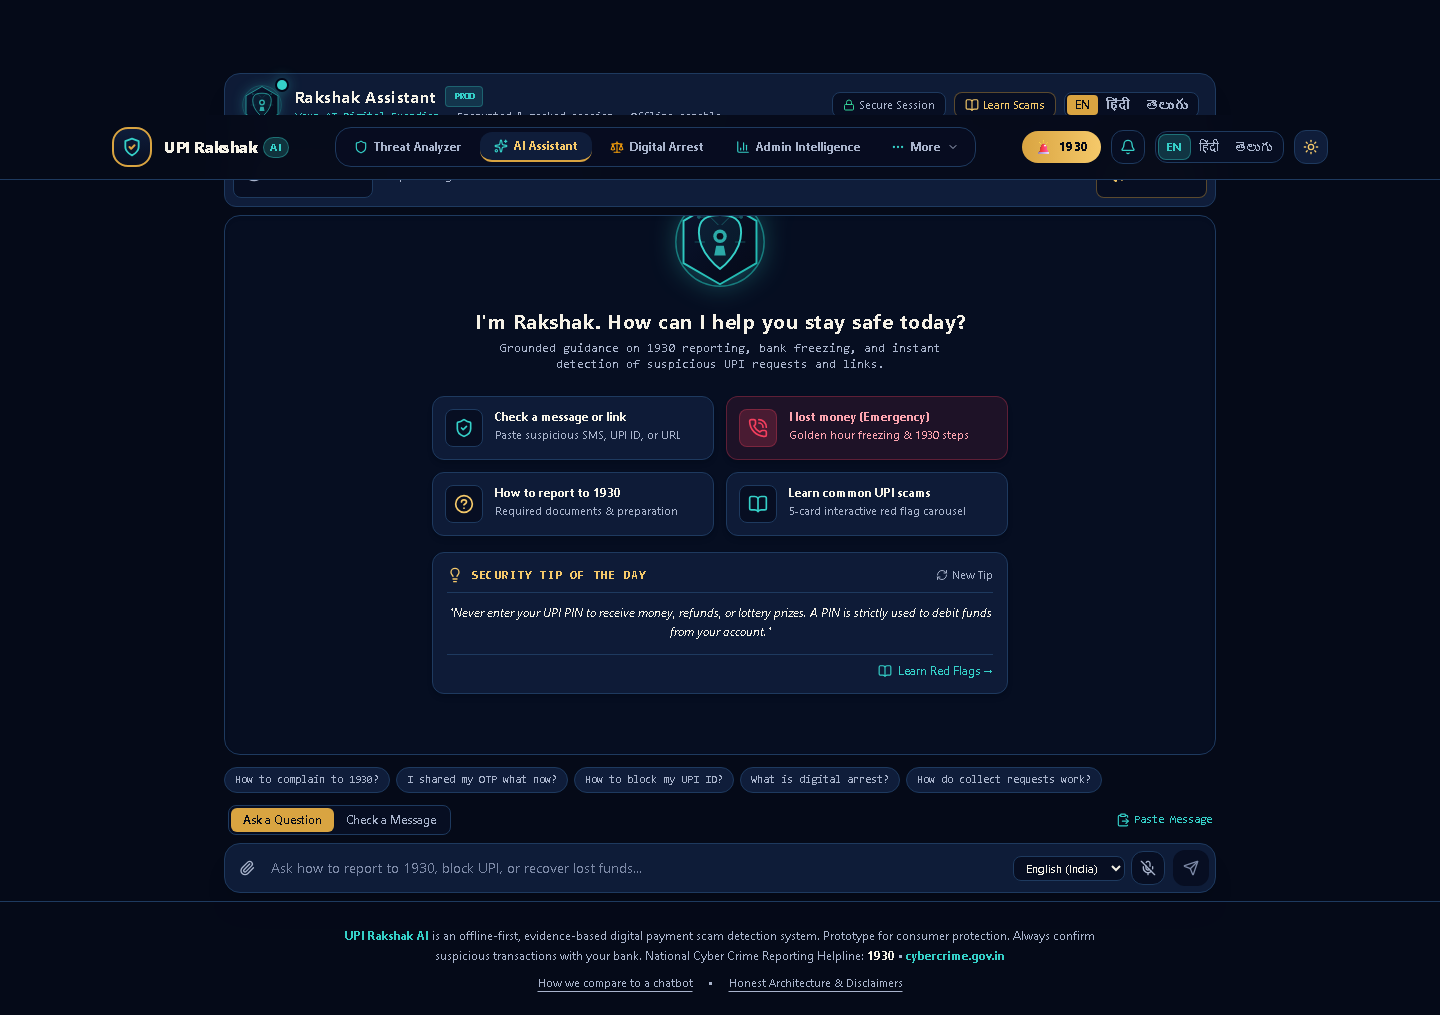 Rakshak Assistant PROD
Secure Session
Learn Scams
EN हिंदी తెలుగు
UPI Rakshak AI
Threat Analyzer
AI Assistant
Digital Arrest
Admin Intelligence
More
1930
EN हिंदी తెలుగు
I'm Rakshak. How can I help you stay safe today?
Grounded guidance on 1930 reporting, bank freezing, and instant
detection of suspicious UPI requests and links.
Check a message or link
Paste suspicious SMS, UPI ID, or URL
I lost money (Emergency)
Golden hour freezing & 1930 steps
How to report to 1930
Required documents & preparation
Learn common UPI scams
5-card interactive red flag carousel
SECURITY TIP OF THE DAY
New Tip
"Never enter your UPI PIN to receive money, refunds, or lottery prizes. A PIN is strictly used to debit funds
from your account."
Learn Red Flags →
How to complain to 1930?
I shared my OTP what now?
How to block my UPI ID?
What is digital arrest?
How do collect requests work?
Ask a Question
Check a Message
Paste Message
Ask how to report to 1930, block UPI, or recover lost funds...
English (India)
UPI Rakshak AI is an offline-first, evidence-based digital payment scam detection system. Prototype for consumer protection. Always confirm
suspicious transactions with your bank. National Cyber Crime Reporting Helpline: 1930 • cybercrime.gov.in
How we compare to a chatbot • Honest Architecture & Disclaimers